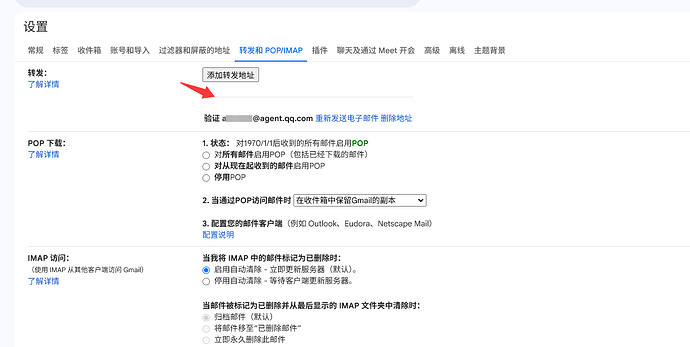 设置
常规 标签 收件箱 账号和导入 过滤器和屏蔽的地址 转发和 POP/IMAP 插件 聊天及通过 Meet 开会 高级 离线 主题背景
转发：
了解详情
添加转发地址
验证 a@agent.qq.com 重新发送电子邮件 删除地址
POP 下载：
了解详情
1. 状态： 对1970/1/1后收到的所有邮件启用POP
对所有邮件启用POP（包括已经下载的邮件）
对从现在起收到的邮件启用POP
停用POP
2. 当通过POP访问邮件时 在收件箱中保留Gmail的副本
3. 配置您的邮件客户端（例如 Outlook、Eudora、Netscape Mail）
配置说明
IMAP 访问：
（使用 IMAP 从其他客户端访问 Gmail）
了解详情
当我将 IMAP 中的邮件标记为已删除时：
启用自动清除 - 立即更新服务器（默认）。
停用自动清除 - 等待客户端更新服务器。
当邮件被标记为已删除并从最后显示的 IMAP 文件夹中清除时：
归档邮件（默认）
将邮件移至“已删除邮件”
立即永久删除此邮件